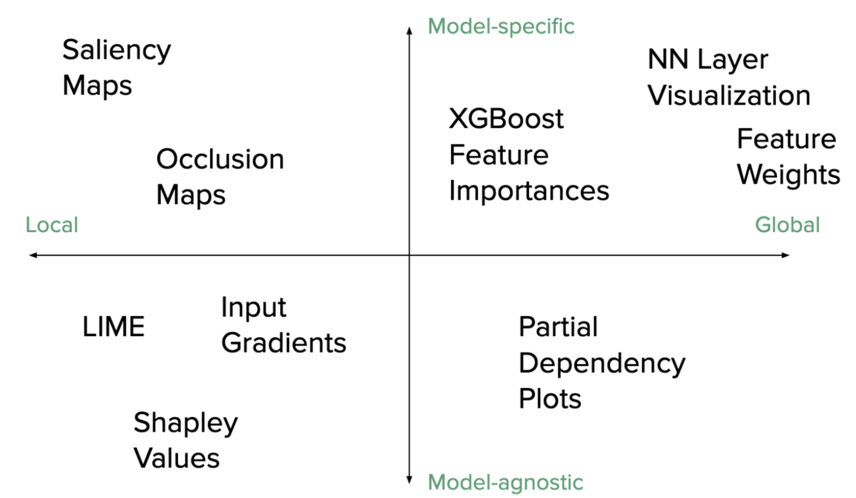 Model-specific
Saliency
Maps
NN Layer
Visualization
XGBoost
Feature
Importances
Feature
Weights
Occlusion
Maps
Local
Global
LIME
Input
Gradients
Partial
Dependency
Plots
Shapley
Values
Model-agnostic